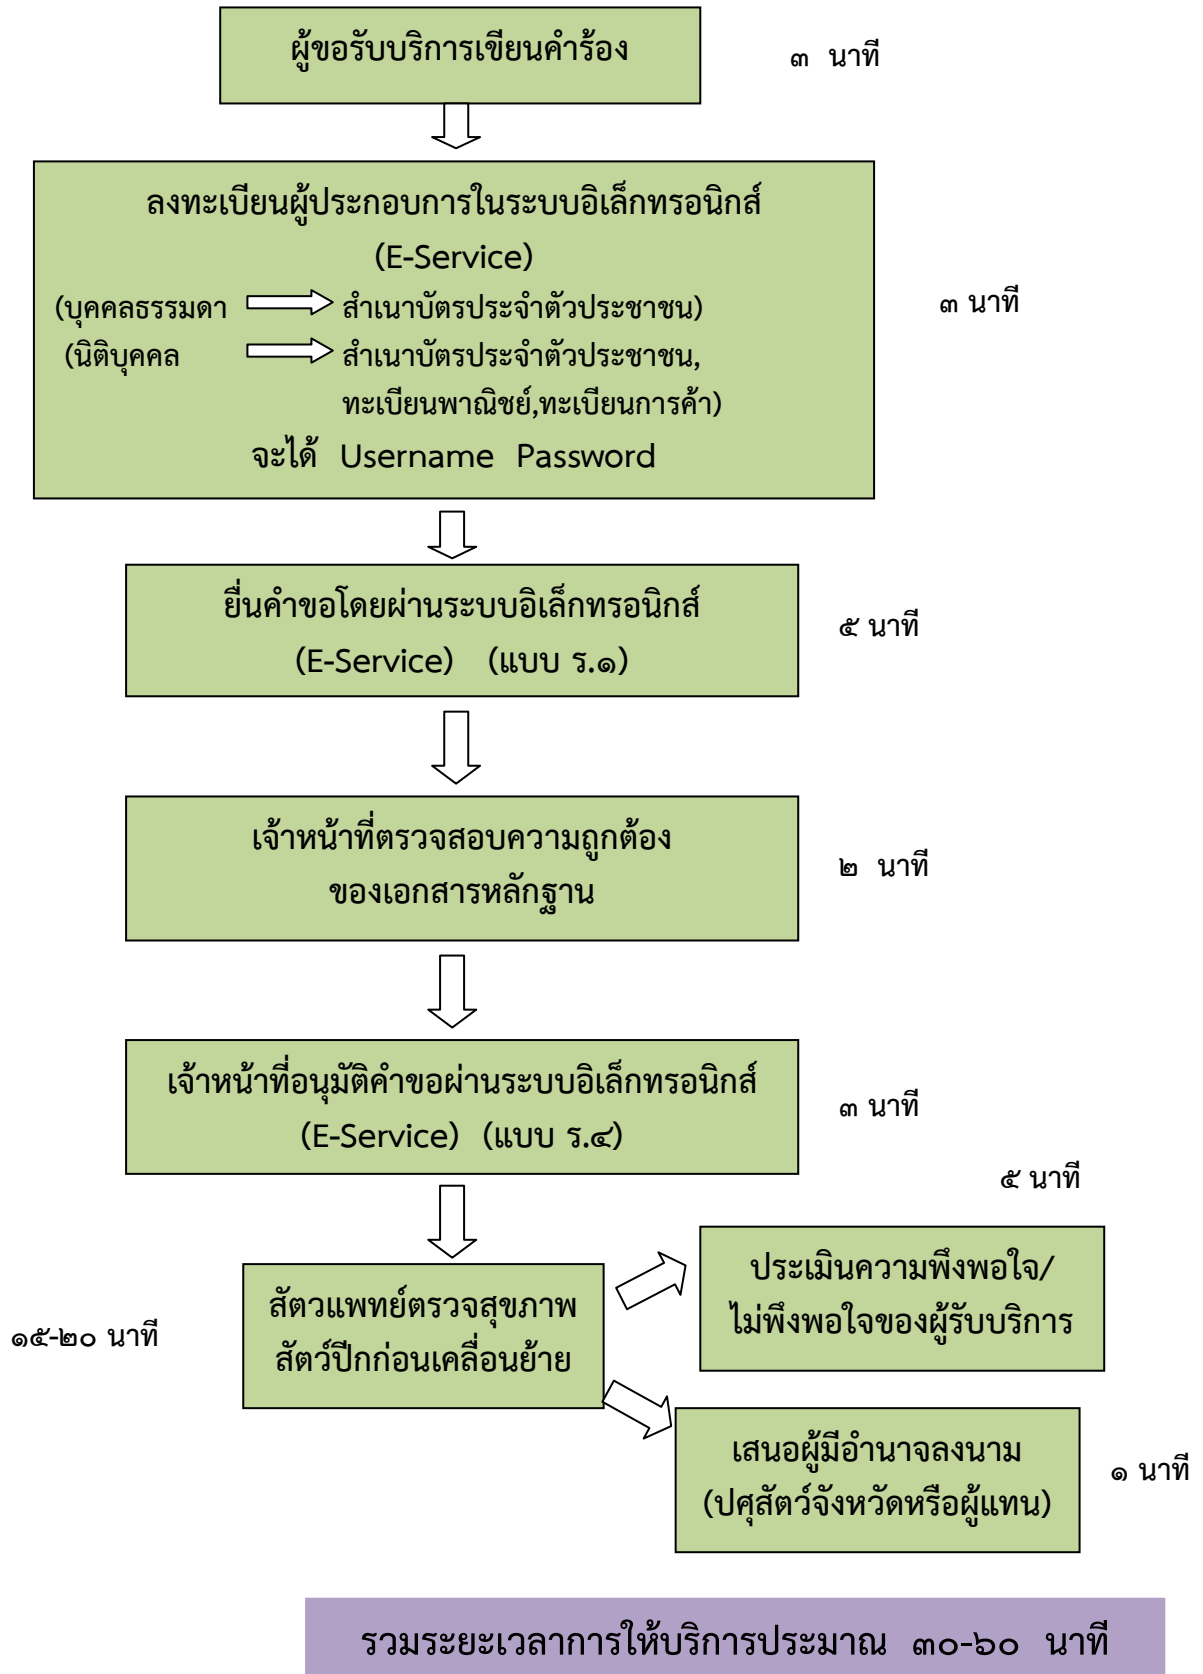 ผู้ขอรับบริการเขียนคำร้อง
๓ นาที
ลงทะเบียนผู้ประกอบการในระบบอิเล็กทรอนิกส์
(E-Service)
(บุคคลธรรมดา สำเนาบัตรประจำตัวประชาชน)
(นิติบุคคล สำเนาบัตรประจำตัวประชาชน,
ทะเบียนพาณิชย์,ทะเบียนการค้า)
จะได้ Username Password
๓ นาที
ยื่นคำขอโดยผ่านระบบอิเล็กทรอนิกส์
(E-Service) (แบบ ร.๑)
๕ นาที
เจ้าหน้าที่ตรวจสอบความถูกต้อง
ของเอกสารหลักฐาน
๒ นาที
เจ้าหน้าที่อนุมัติคำขอผ่านระบบอิเล็กทรอนิกส์
(E-Service) (แบบ ร.๔)
๓ นาที
สัตวแพทย์ตรวจสุขภาพ
สัตว์ปีกก่อนเคลื่อนย้าย
๑๕-๒๐ นาที
๕ นาที
ประเมินความพึงพอใจ/
ไม่พึงพอใจของผู้รับบริการ
เสนอผู้มีอำนาจลงนาม
(ปศุสัตว์จังหวัดหรือผู้แทน)
๑ นาที
รวมระยะเวลาการให้บริการประมาณ ๓๐-๖๐ นาที